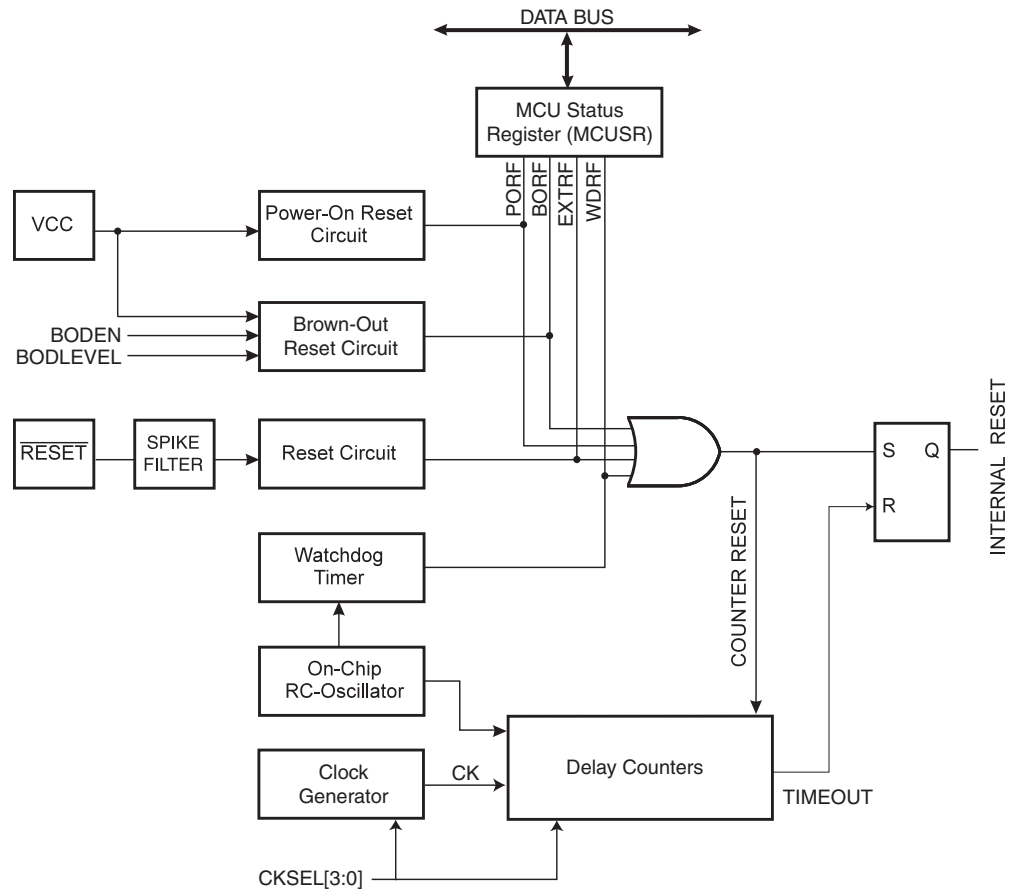 DATA BUS
MCU Status
Register (MCUSR)
PORF
BORF
EXTRF
WDRF
VCC
Power-On Reset
Circuit
BODEN
BODLEVEL
Brown-Out
Reset Circuit
RESET
SPIKE
FILTER
Reset Circuit
S
Q
R
INTERNAL RESET
Watchdog
Timer
COUNTER RESET
On-Chip
RC-Oscillator
Clock
Generator
CK
Delay Counters
TIMEOUT
CKSEL[3:0]